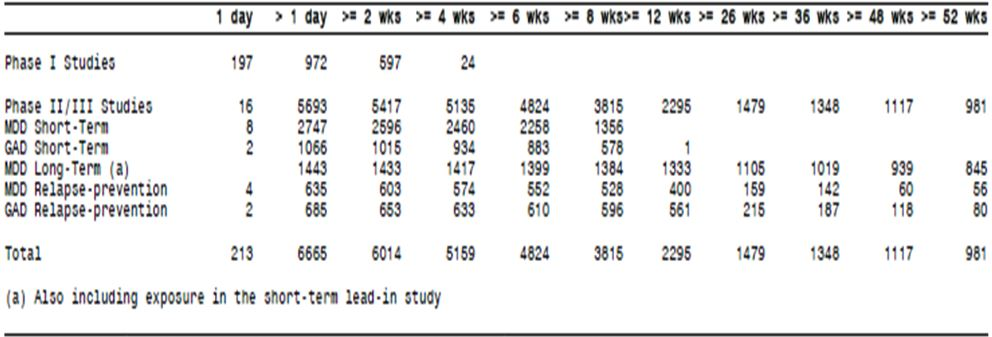 1 day > 1 day >= 2 wks >= 4 wks >= 6 wks >= 8 wks>= 12 wks >= 26 wks >= 36 wks >= 48 wks >= 52 wks
Phase I Studies 197 972 597 24
Phase II/III Studies 16 5693 5417 5135 4824 3815 2295 1479 1348 1117 981
MDD Short-Term 8 2747 2596 2460 2258 1356
GAD Short-Term 2 1066 1015 934 883 578 1
MDD Long-Term (a) 1443 1433 1417 1399 1384 1333 1105 1019 939 845
MDD Relapse-prevention 4 635 603 574 552 528 400 159 142 60 56
GAD Relapse-prevention 2 685 653 633 610 596 561 215 187 118 80
Total 213 6665 6014 5159 4824 3815 2295 1479 1348 1117 981
(a) Also including exposure in the short-term lead-in study